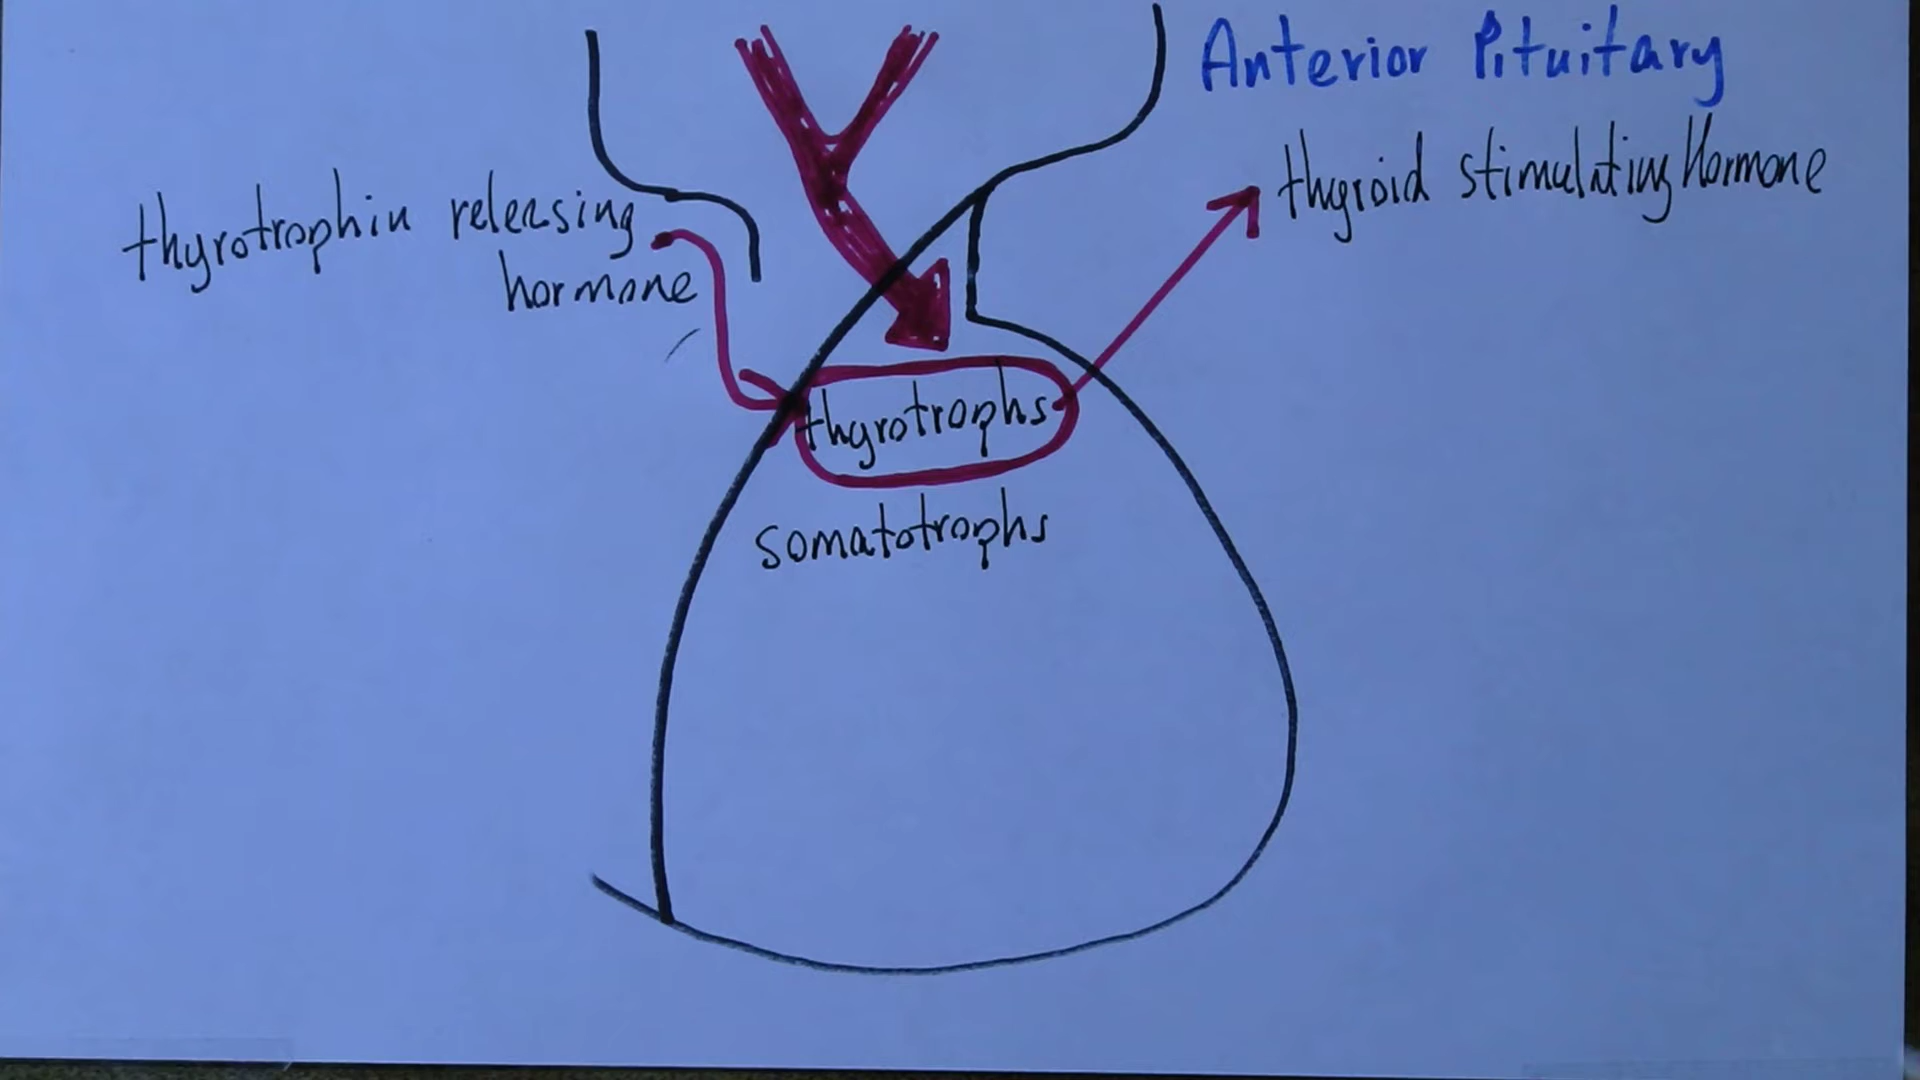 Anterior Pituitary
thyroid stimulating Hormone
thyrotrophin releasing
hormone
thyrotrophs
somatotrophs